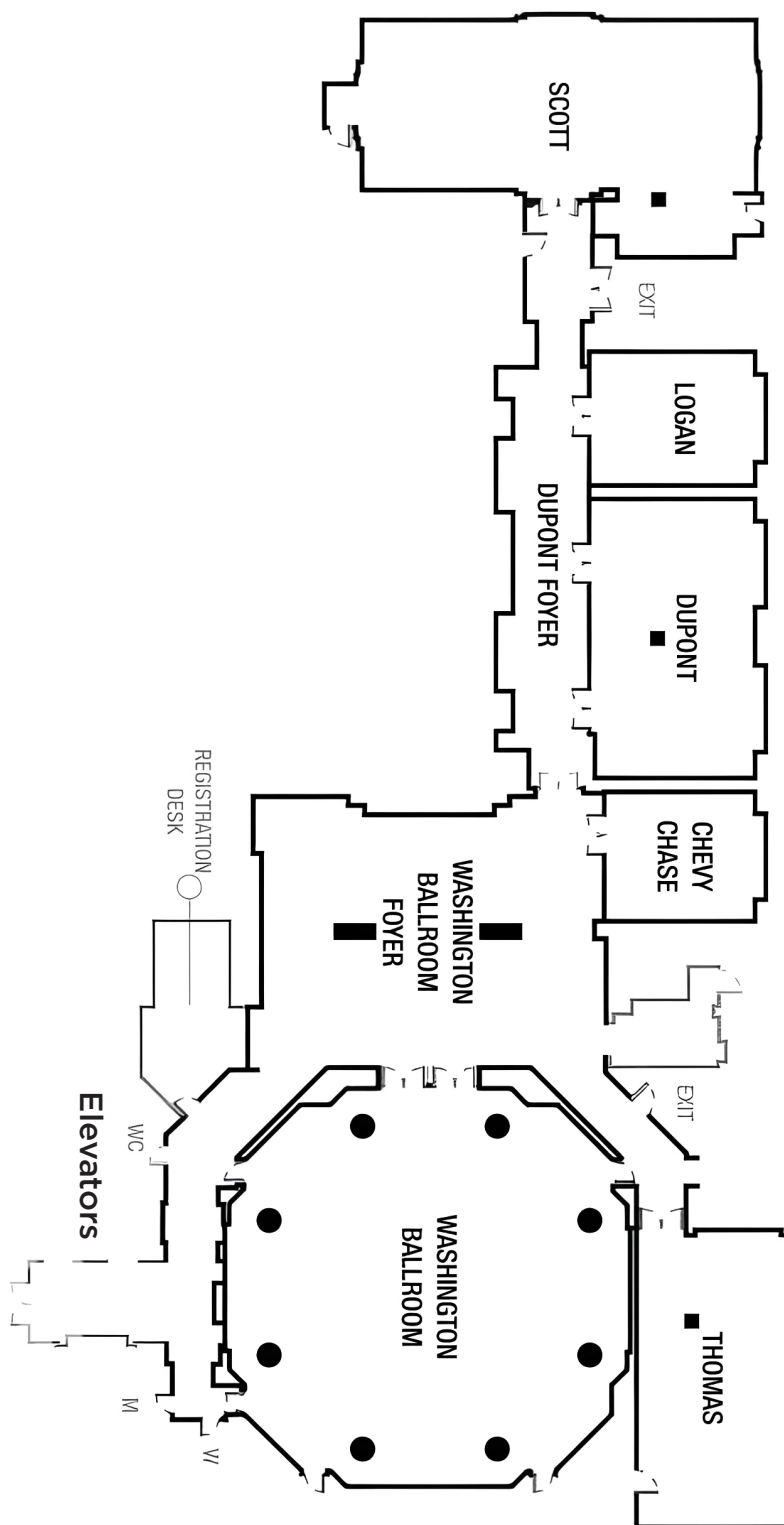 SCOTT
EXIT
LOGAN
DUPONT FOYER
DUPONT
REGISTRATION
DESK
CHEVY
CHASE
WASHINGTON
BALLROOM
FOYER
EXIT
WC
Elevators
WASHINGTON
BALLROOM
THOMAS
M
W